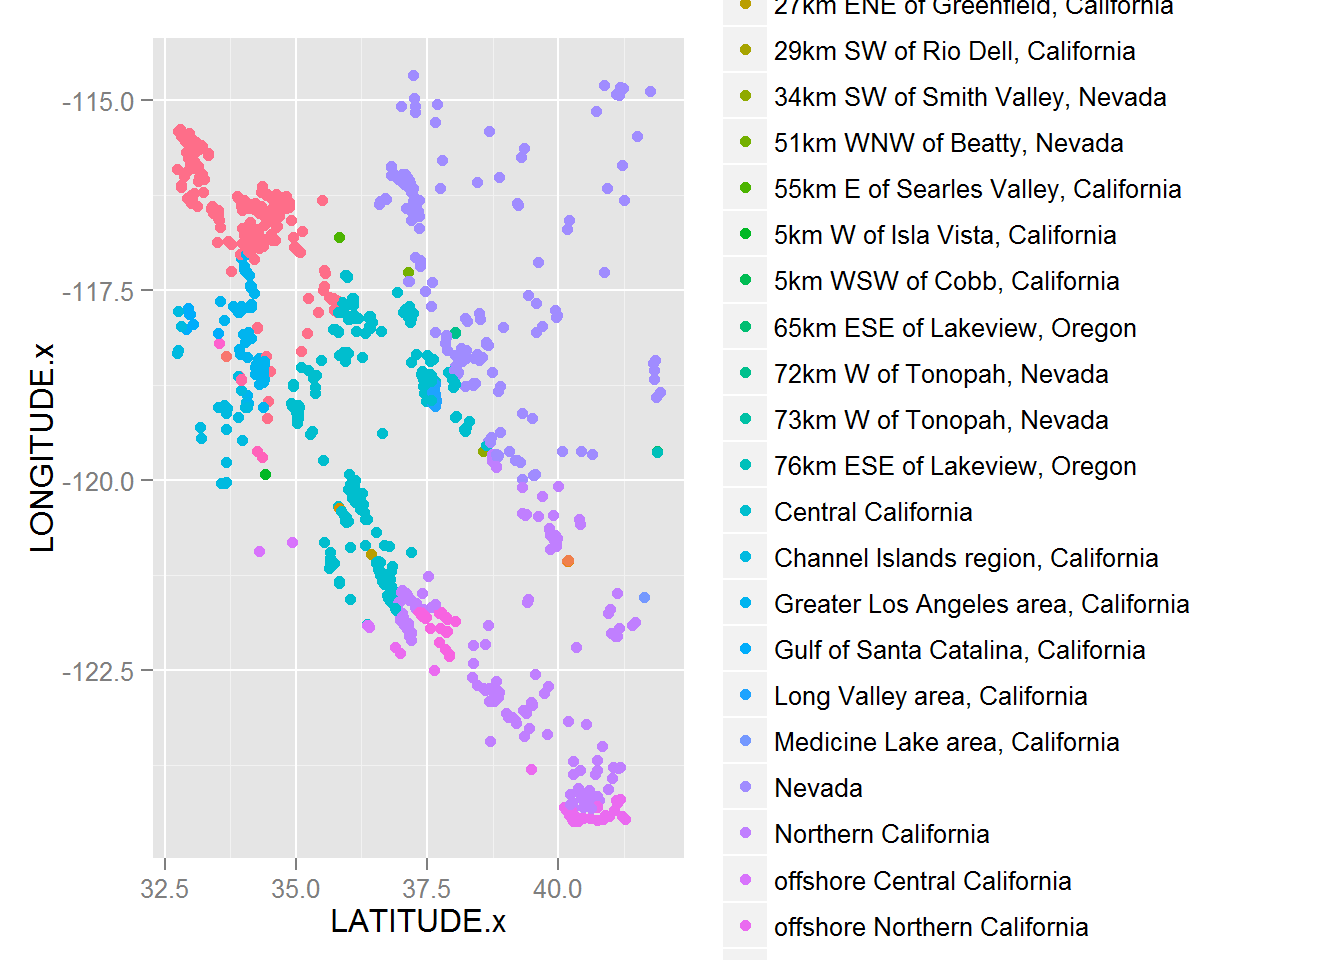 27km ENE of Greenfield, California
29km SW of Rio Dell, California
34km SW of Smith Valley, Nevada
51km WNW of Beatty, Nevada
55km E of Searles Valley, California
5km W of Isla Vista, California
5km WSW of Cobb, California
65km ESE of Lakeview, Oregon
72km W of Tonopah, Nevada
73km W of Tonopah, Nevada
76km ESE of Lakeview, Oregon
Central California
Channel Islands region, California
Greater Los Angeles area, California
Gulf of Santa Catalina, California
Long Valley area, California
Medicine Lake area, California
Nevada
Northern California
offshore Central California
offshore Northern California
LONGITUDE.x
-115.0
-117.5
-120.0
-122.5
32.5 35.0 37.5 40.0
LATITUDE.x